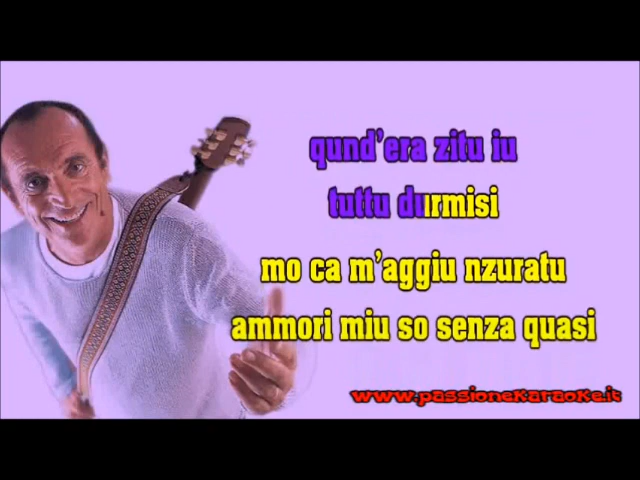 qund'era zitu iu
tuttu durmisi
mo ca m'aggiu nzuratu
ammori miu so senza quasi
www.passionekaraoke.it